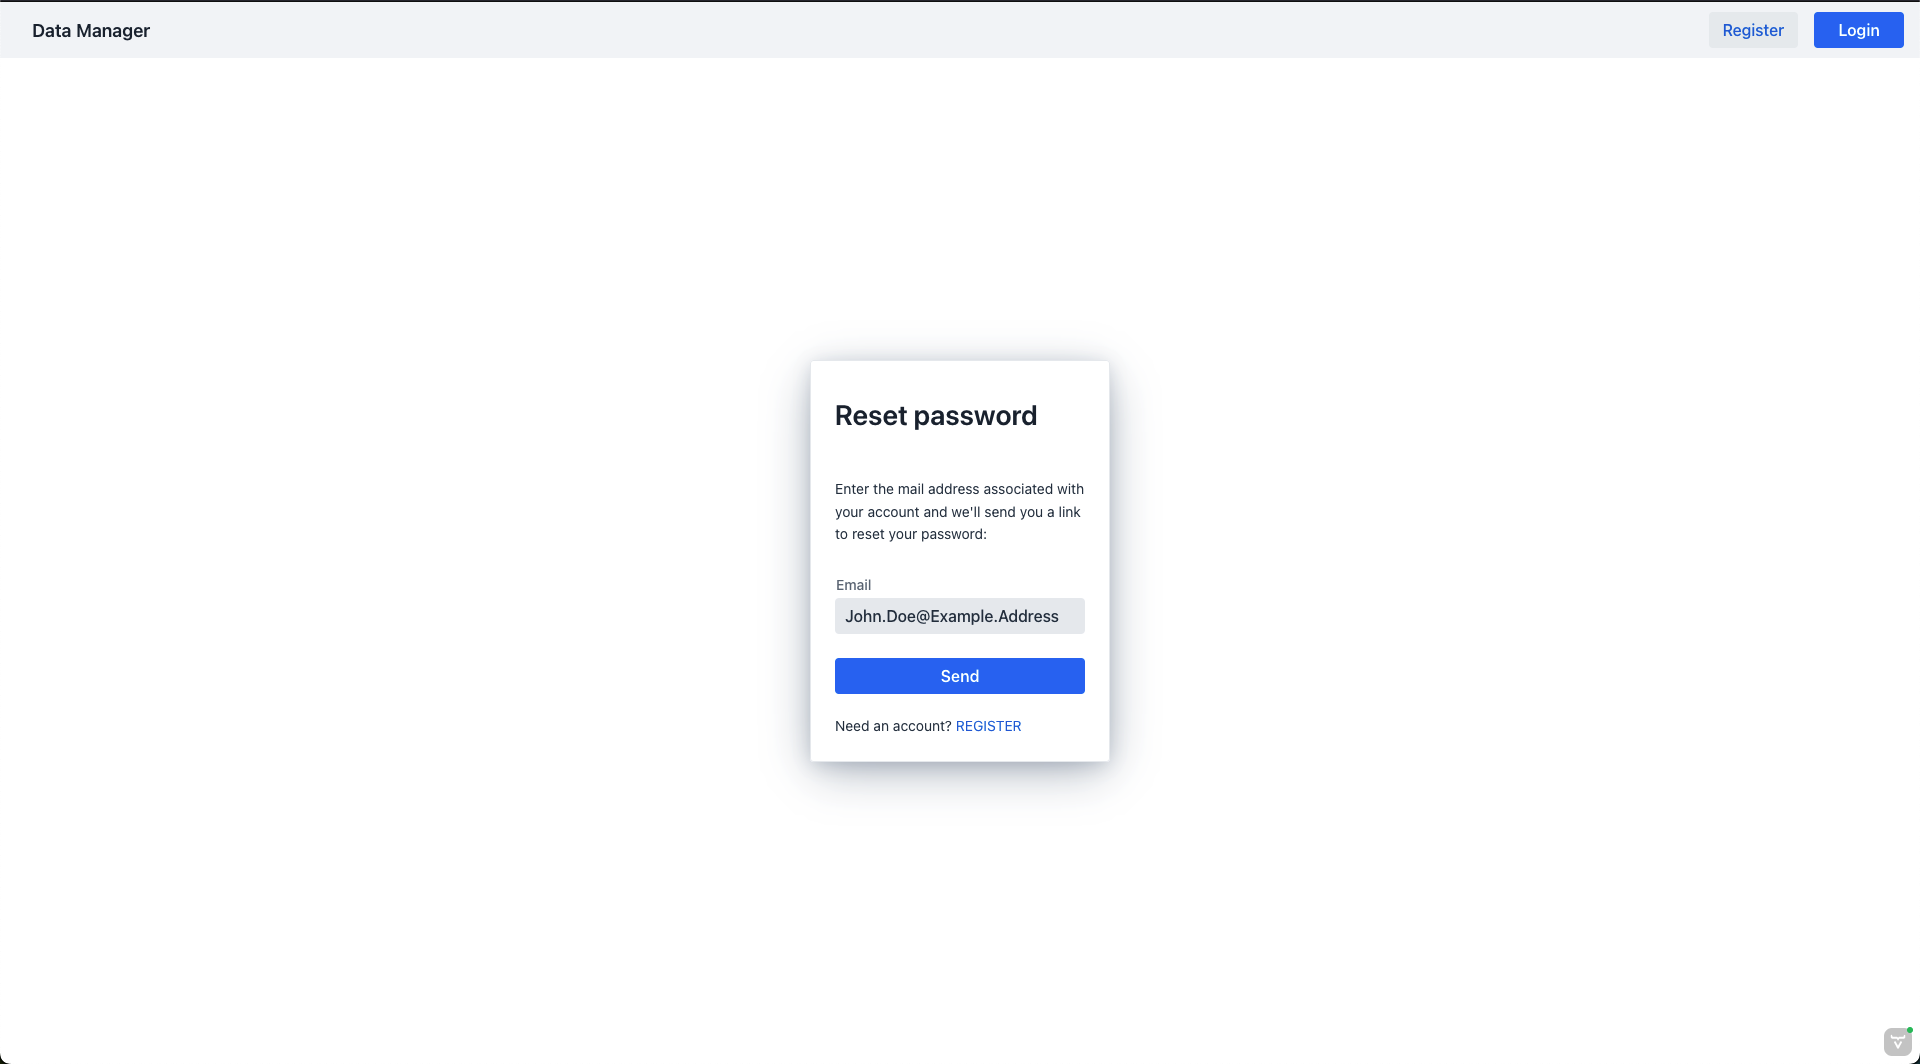 Data Manager
Register
Login
Reset password
Enter the mail address associated with
your account and we'll send you a link
to reset your password:
Email
John.Doe@Example.Address
Send
Need an account? REGISTER